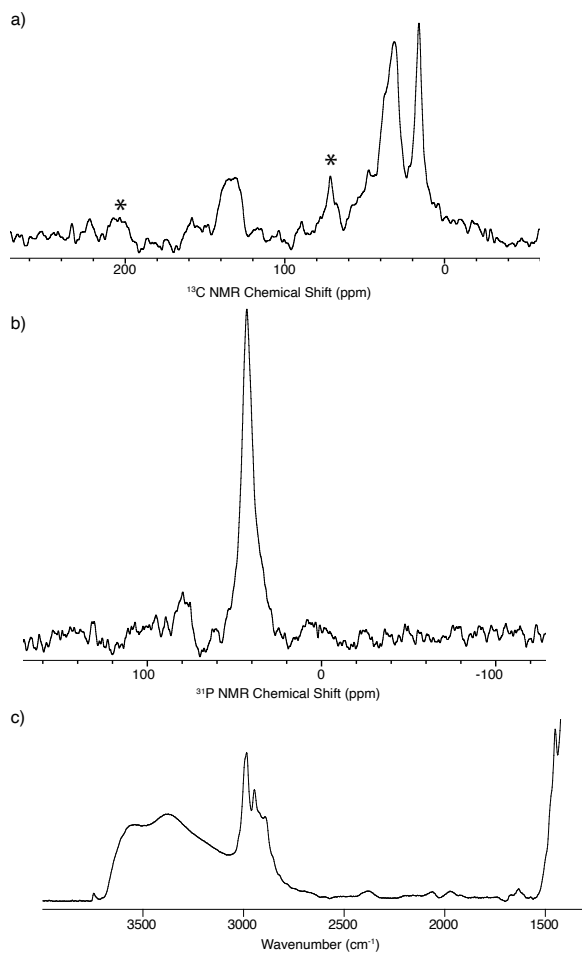 a)
*
*
200 100 0
¹³C NMR Chemical Shift (ppm)
b)
100 0 -100
³¹P NMR Chemical Shift (ppm)
c)
3500 3000 2500 2000 1500
Wavenumber (cm⁻¹)